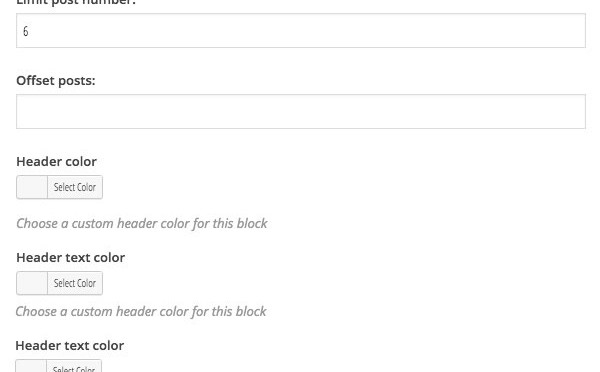 Limit post number:
6
Offset posts:
Header color
Select Color
Choose a custom header color for this block
Header text color
Select Color
Choose a custom header color for this block
Header text color
Select Color